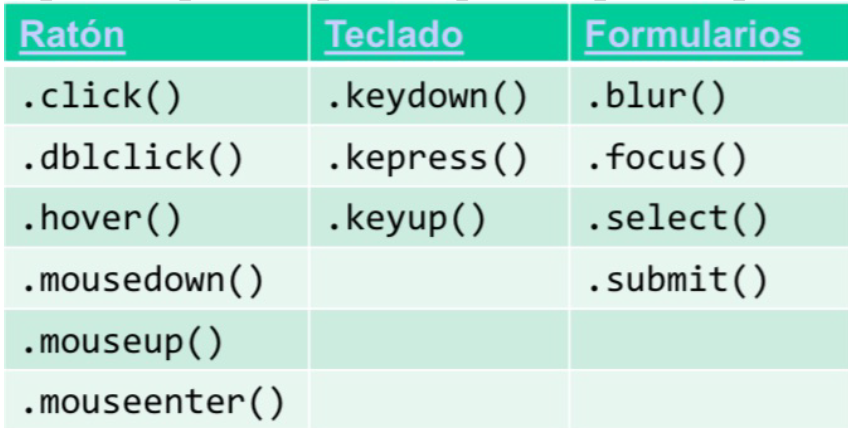 Ratón Teclado Formularios
.click() .keydown() .blur()
.dblclick() .kepress() .focus()
.hover() .keyup() .select()
.mousedown() .submit()
.mouseup()
.mouseenter()